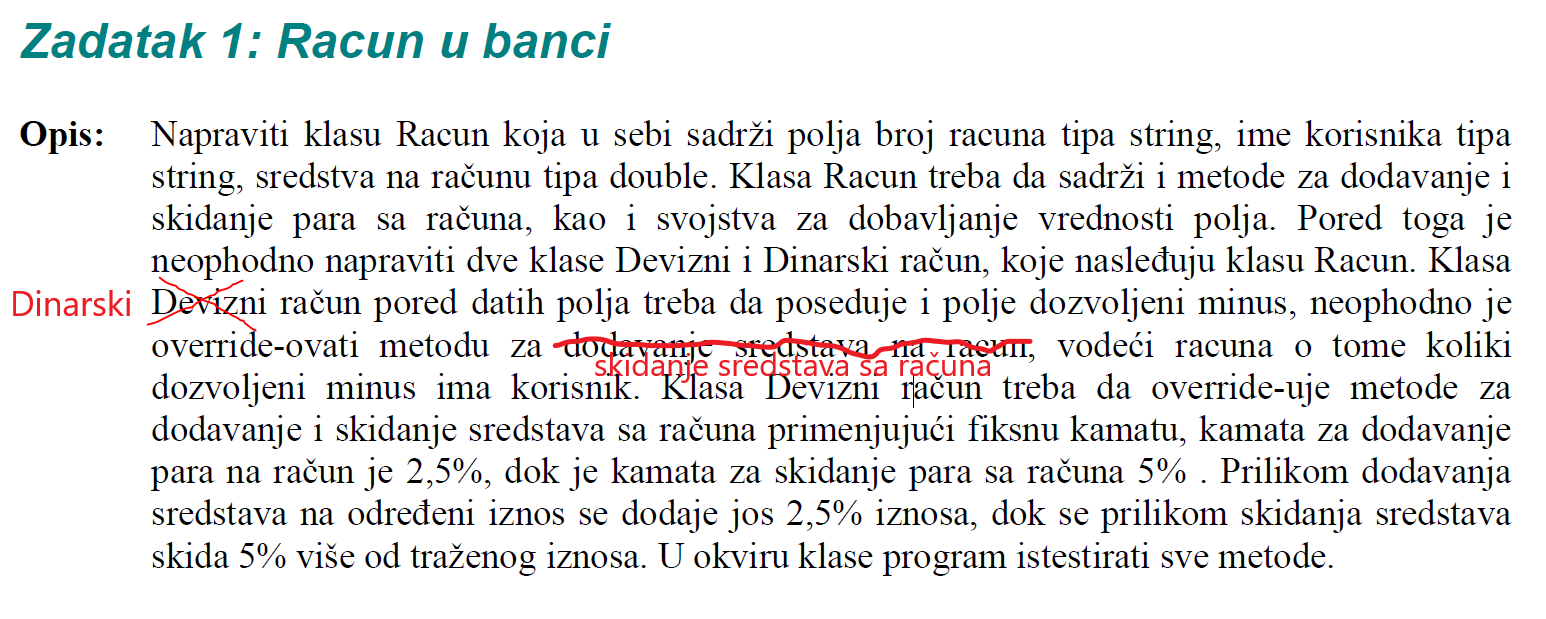 Zadatak 1: Racun u banci
Opis: Napraviti klasu Racun koja u sebi sadrži polja broj racuna tipa string, ime korisnika tipa
string, sredstva na računu tipa double. Klasa Racun treba da sadrži i metode za dodavanje i
skidanje para sa računa, kao i svojstva za dobavljanje vrednosti polja. Pored toga je
neophodno napraviti dve klase Devizni i Dinarski račun, koje nasleđuju klasu Racun. Klasa
Dinarski Devizni račun pored datih polja treba da poseduje i polje dozvoljeni minus, neophodno je
override-ovati metodu za dodavanje sredstava na racun, vodeći racuna o tome koliki
skidanje sredstava sa računa
dozvoljeni minus ima korisnik. Klasa Devizni račun treba da override-uje metode za
dodavanje i skidanje sredstava sa računa primenjujući fiksnu kamatu, kamata za dodavanje
para na račun je 2,5%, dok je kamata za skidanje para sa računa 5% . Prilikom dodavanja
sredstava na određeni iznos se dodaje jos 2,5% iznosa, dok se prilikom skidanja sredstava
skida 5% više od traženog iznosa. U okviru klase program istestirati sve metode.